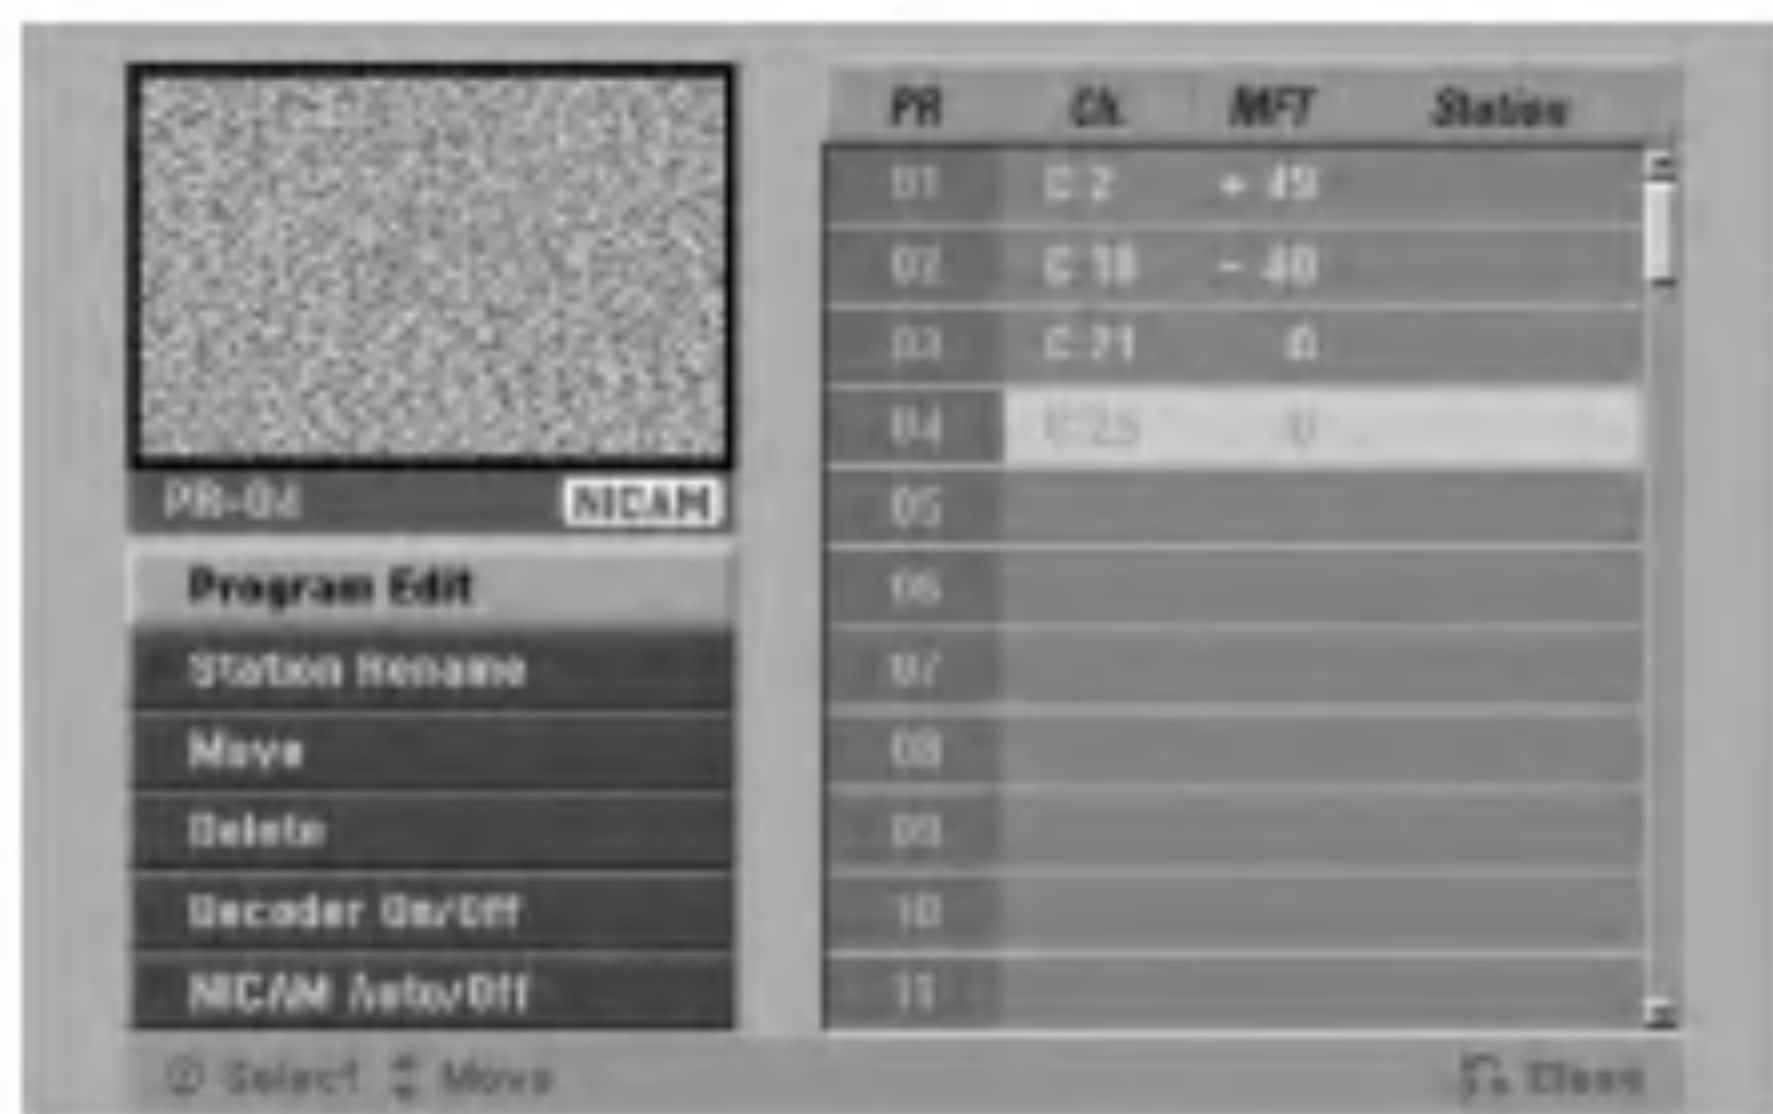 PR Ch. MFT Station
01 C 2 + 49
02 - 40
03 C 21 0
04 0
05
06
07
08
09
10
11
PR-04 NICAM
Program Edit
Station Rename
Move
Delete
Decoder On/Off
NICAM Auto/Off
Select Move
Close